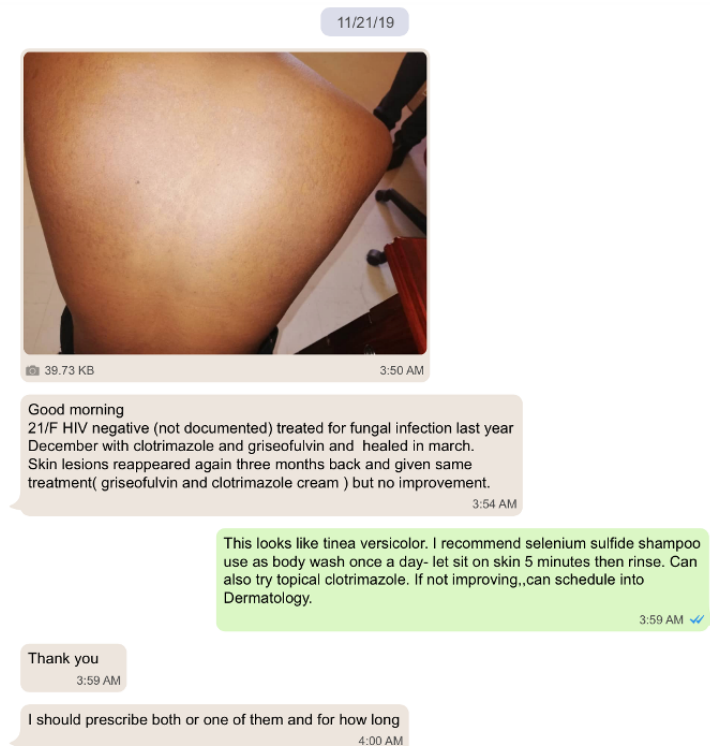 11/21/19
39.73 KB
3:50 AM
Good morning
21/F HIV negative (not documented) treated for fungal infection last year
December with clotrimazole and griseofulvin and  healed in march.
Skin lesions reappeared again three months back and given same
treatment( griseofulvin and clotrimazole cream ) but no improvement.
3:54 AM
This looks like tinea versicolor. I recommend selenium sulfide shampoo
use as body wash once a day- let sit on skin 5 minutes then rinse. Can
also try topical clotrimazole. If not improving,,can schedule into
Dermatology.
3:59 AM
Thank you
3:59 AM
I should prescribe both or one of them and for how long
4:00 AM